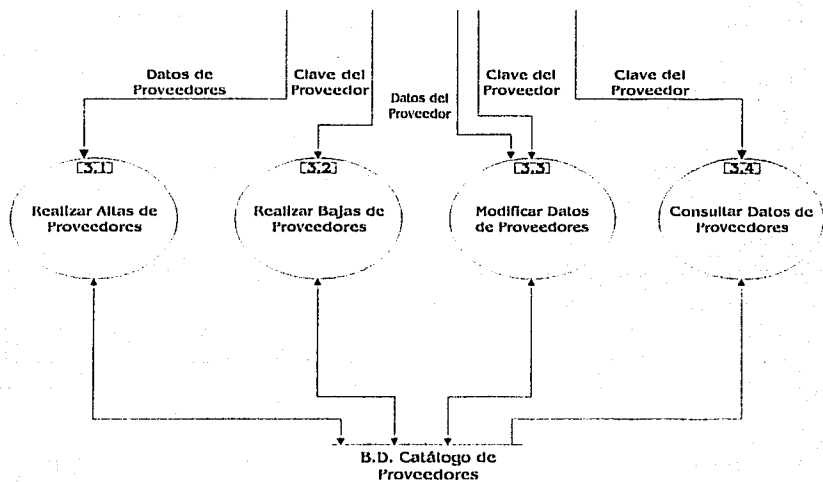 Datos de
Proveedores
Clave del
Proveedor
Datos del
Proveedor
Clave del
Proveedor
Clave del
Proveedor
3.1
Realizar Altas de
Proveedores
3.2
Realizar Bajas de
Proveedores
3.3
Modificar Datos
de Proveedores
3.4
Consultar Datos de
Proveedores
B.D. Catálogo de
Proveedores